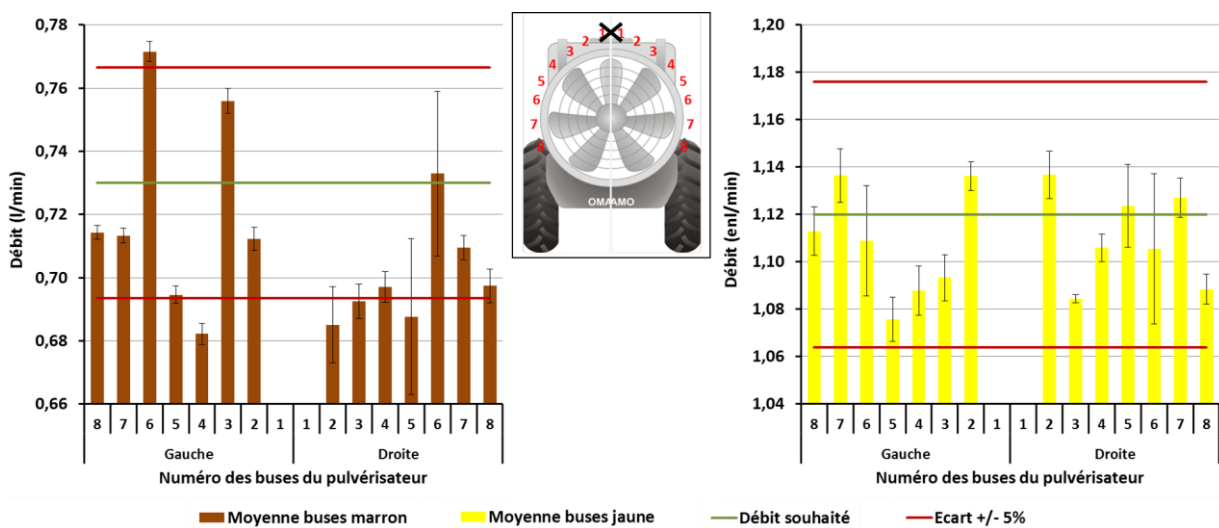 0,78
0,76
0,74
0,72
0,70
0,68
0,66
Débit (l/min)
8 7 6 5 4 3 2 1 1 2 3 4 5 6 7 8
Gauche Droite
Numéro des buses du pulvérisateur
1 1
2 2
3 3
4 4
5 5
6 6
7 7
8 8
OMAAMO
1,20
1,18
1,16
1,14
1,12
1,10
1,08
1,06
1,04
Débit (enl/min)
8 7 6 5 4 3 2 1 1 2 3 4 5 6 7 8
Gauche Droite
Numéro des buses du pulvérisateur
Moyenne buses marron Moyenne buses jaune Débit souhaité Ecart +/- 5%